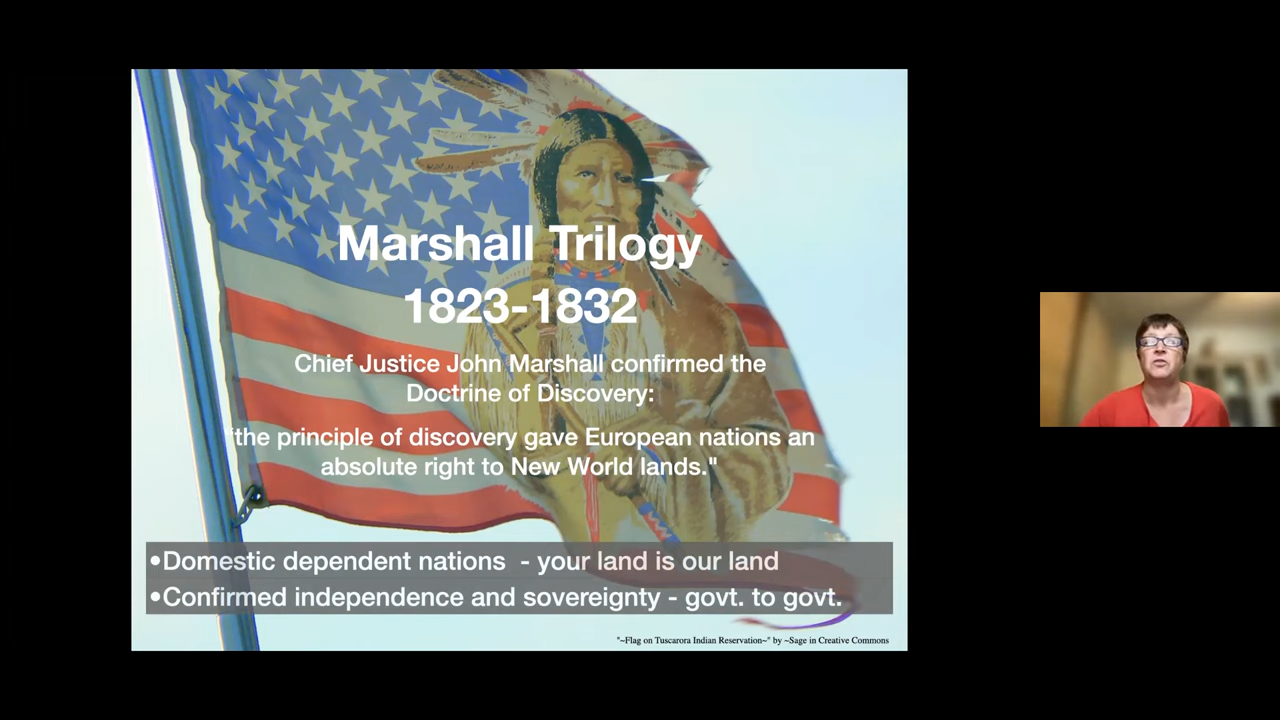 Marshall Trilogy
1823-1832
Chief Justice John Marshall confirmed the
Doctrine of Discovery:
"the principle of discovery gave European nations an
absolute right to New World lands."
•Domestic dependent nations - your land is our land
•Confirmed independence and sovereignty - govt. to govt.
"~Flag on Tuscarora Indian Reservation~" by ~Sage in Creative Commons